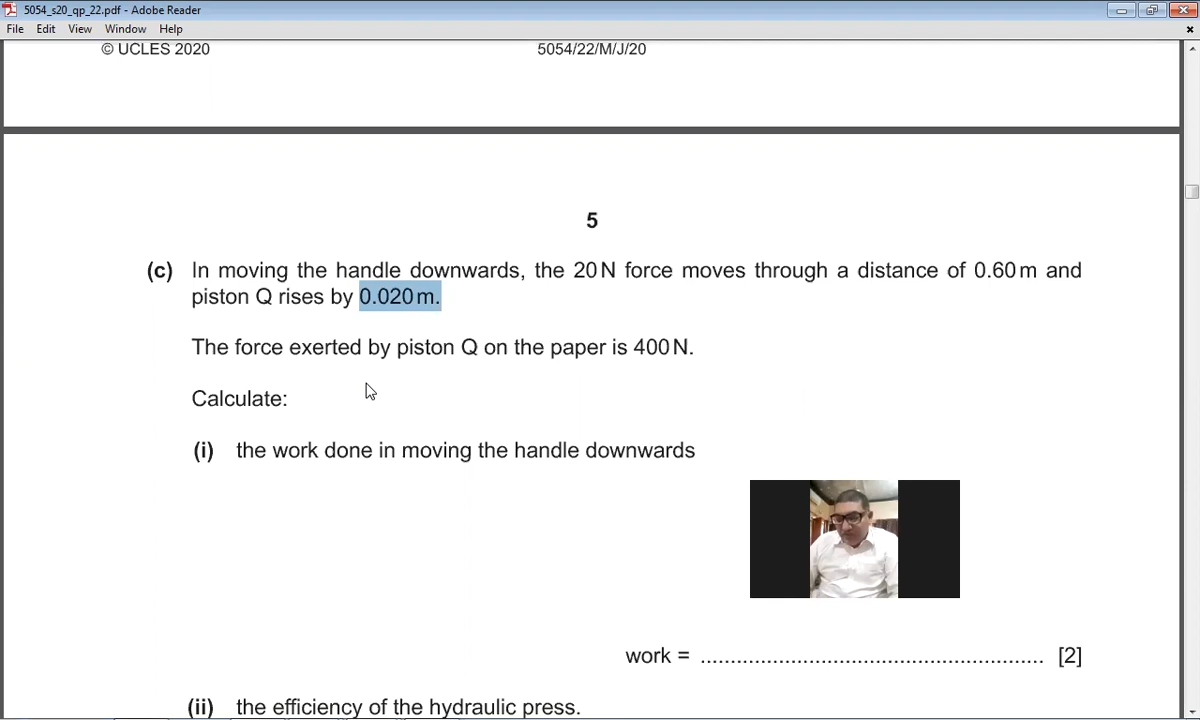 5054_s20_qp_22.pdf - Adobe Reader
File Edit View Window Help
© UCLES 2020 5054/22/M/J/20
5
(c) In moving the handle downwards, the 20 N force moves through a distance of 0.60 m and
piston Q rises by 0.020 m.
The force exerted by piston Q on the paper is 400 N.
Calculate:
(i) the work done in moving the handle downwards
work = .......................................................... [2]
(ii) the efficiency of the hydraulic press.